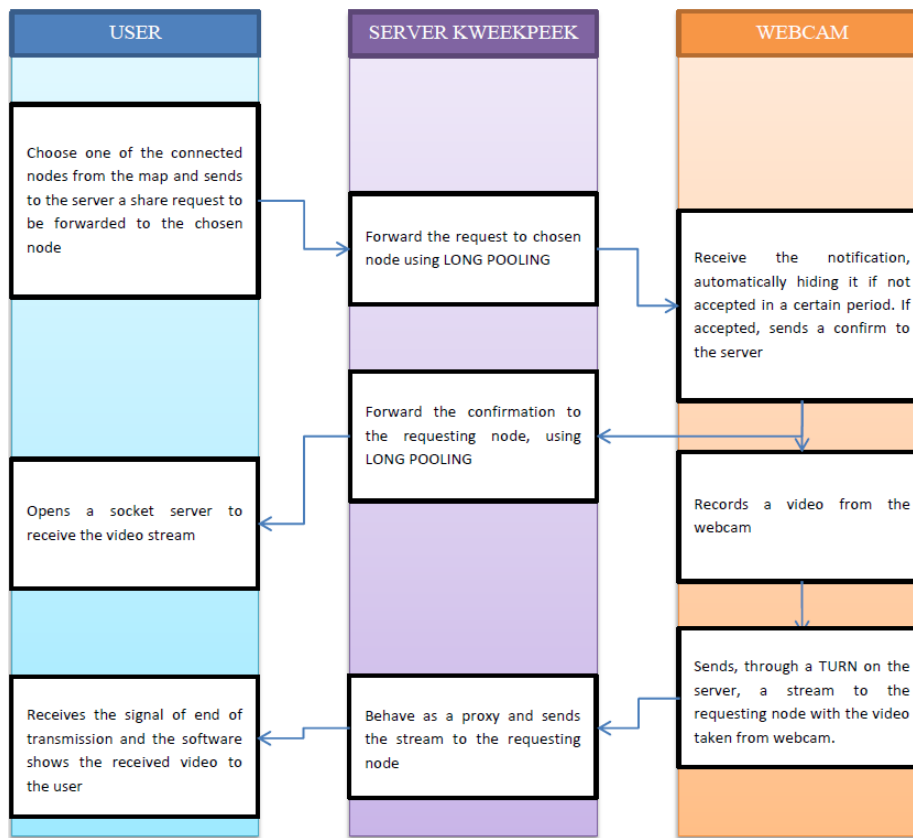 USER
SERVER KWEEKPEEK
WEBCAM
Choose one of the connected
nodes from the map and sends
to the server a share request to
be forwarded to the chosen
node
Forward the request to chosen
node using LONG POOLING
Receive the notification,
automatically hiding it if not
accepted in a certain period. If
accepted, sends a confirm to
the server
Forward the confirmation to
the requesting node, using
LONG POOLING
Opens a socket server to
receive the video stream
Records a video from the
webcam
Sends, through a TURN on the
server, a stream to the
requesting node with the video
taken from webcam.
Behave as a proxy and sends
the stream to the requesting
node
Receives the signal of end of
transmission and the software
shows the received video to
the user